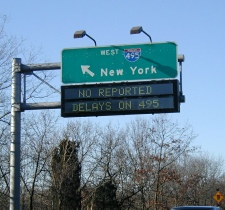 WEST 495
New York
NO REPORTED
DELAYS ON 495